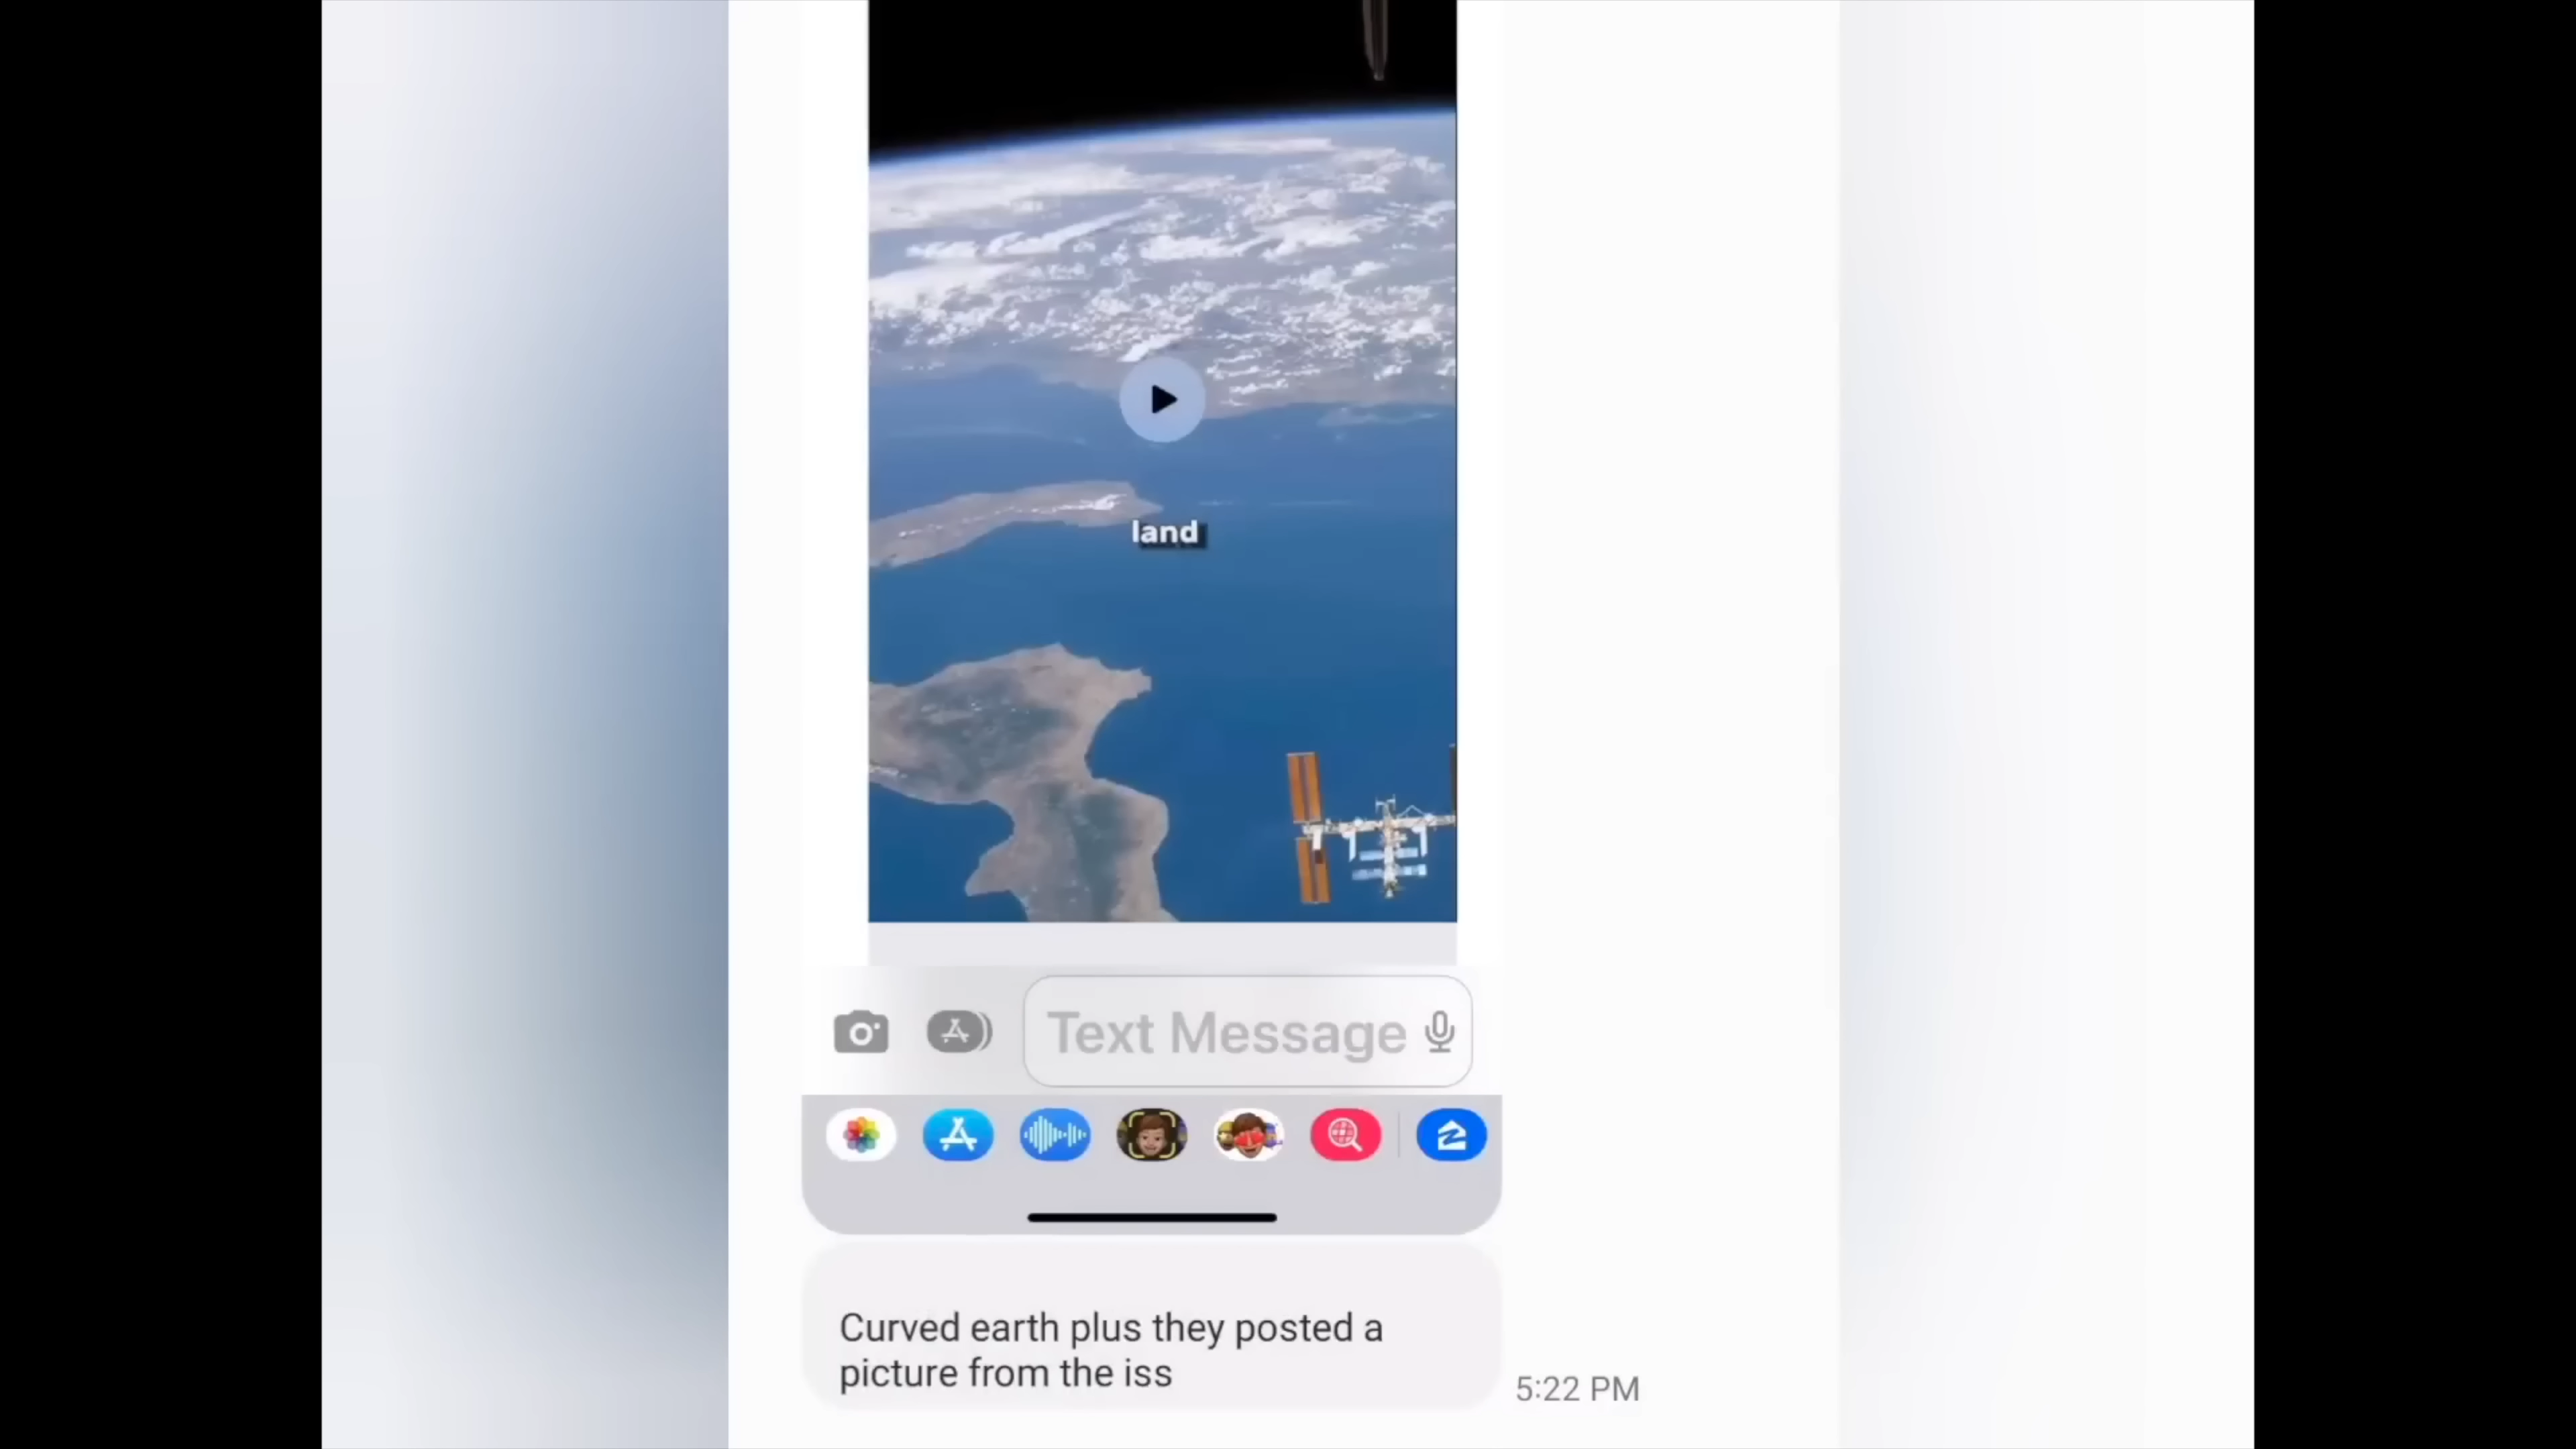 land
Text Message
Curved earth plus they posted a
picture from the iss
5:22 PM